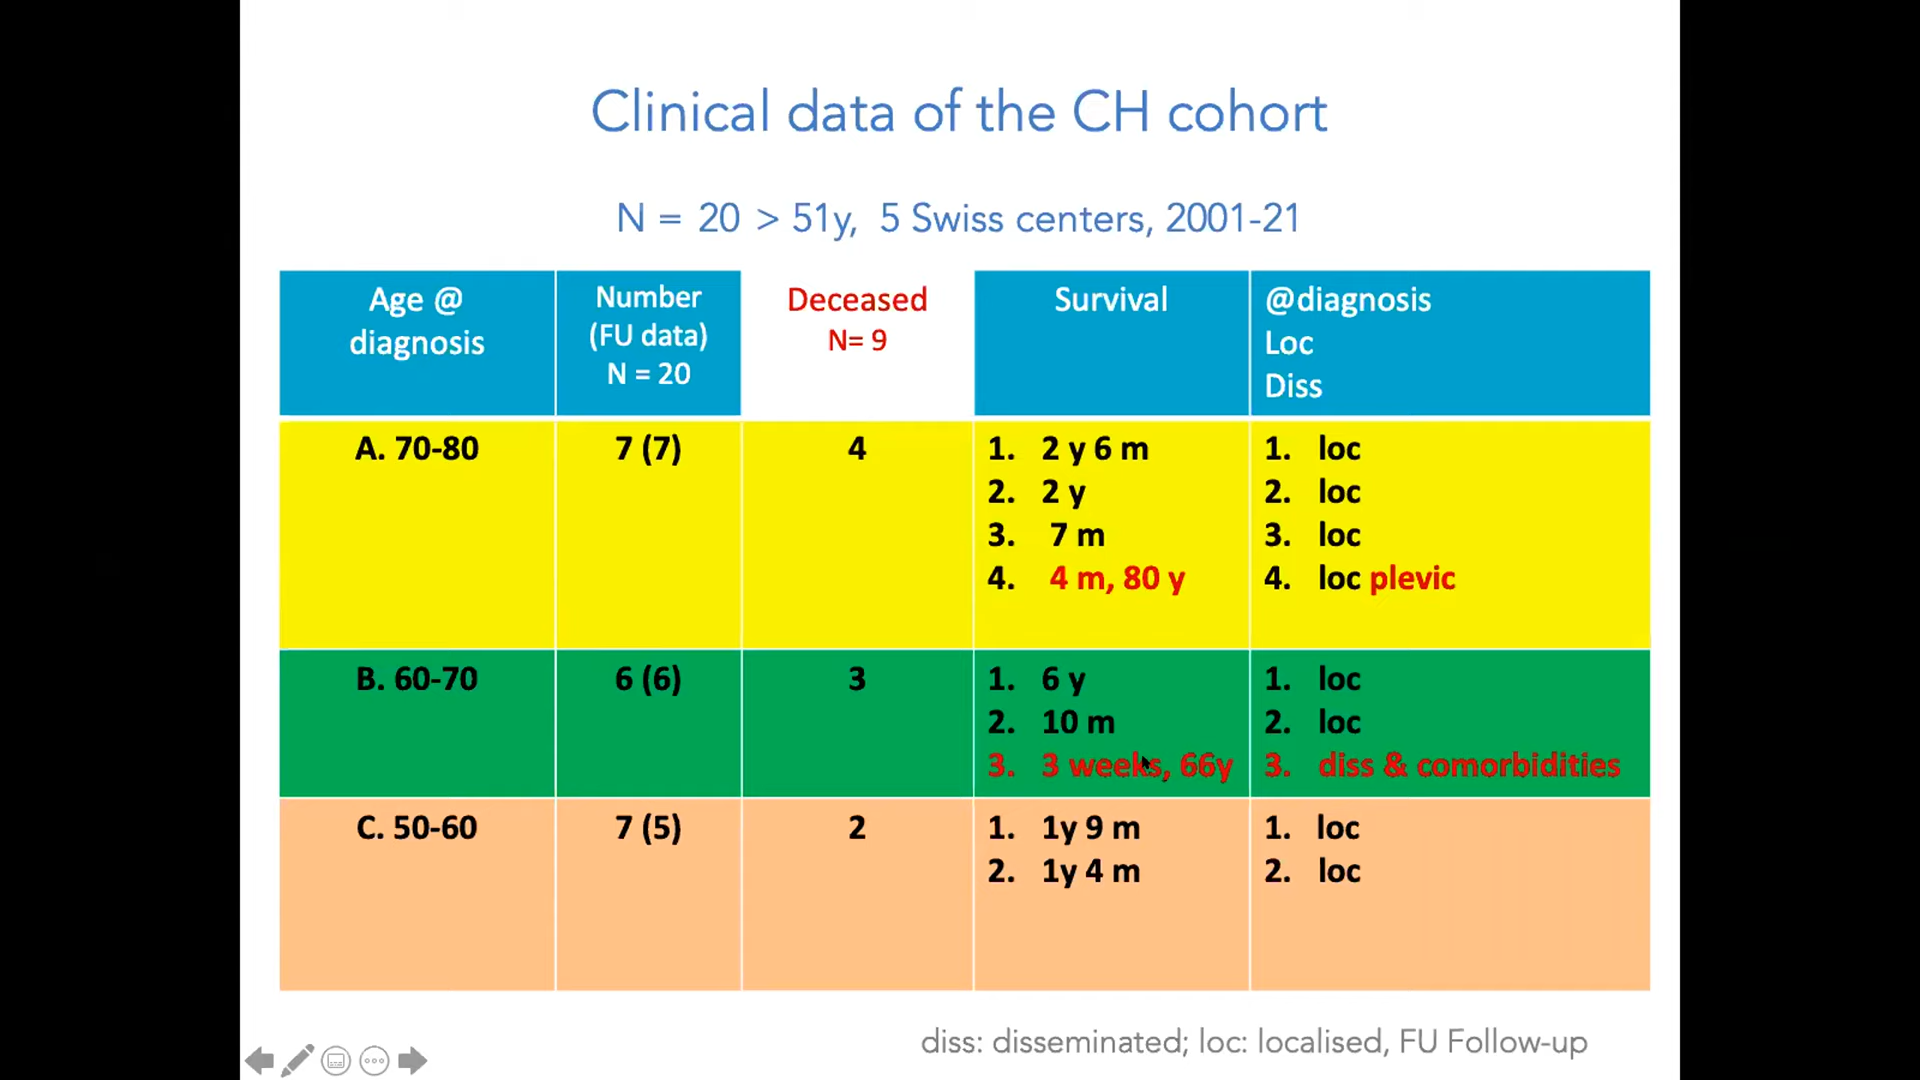 Clinical data of the CH cohort
N = 20 > 51y, 5 Swiss centers, 2001-21
Age @
diagnosis
Number
(FU data)
N = 20
Deceased
N= 9
Survival
@diagnosis
Loc
Diss
A. 70-80
7 (7)
4
1. 2 y 6 m
2. 2 y
3. 7 m
4. 4 m, 80 y
1. loc
2. loc
3. loc
4. loc plevic
B. 60-70
6 (6)
3
1. 6 y
2. 10 m
3. 3 weeks, 66y
1. loc
2. loc
3. diss & comorbidities
C. 50-60
7 (5)
2
1. 1y 9 m
2. 1y 4 m
1. loc
2. loc
diss: disseminated; loc: localised, FU Follow-up